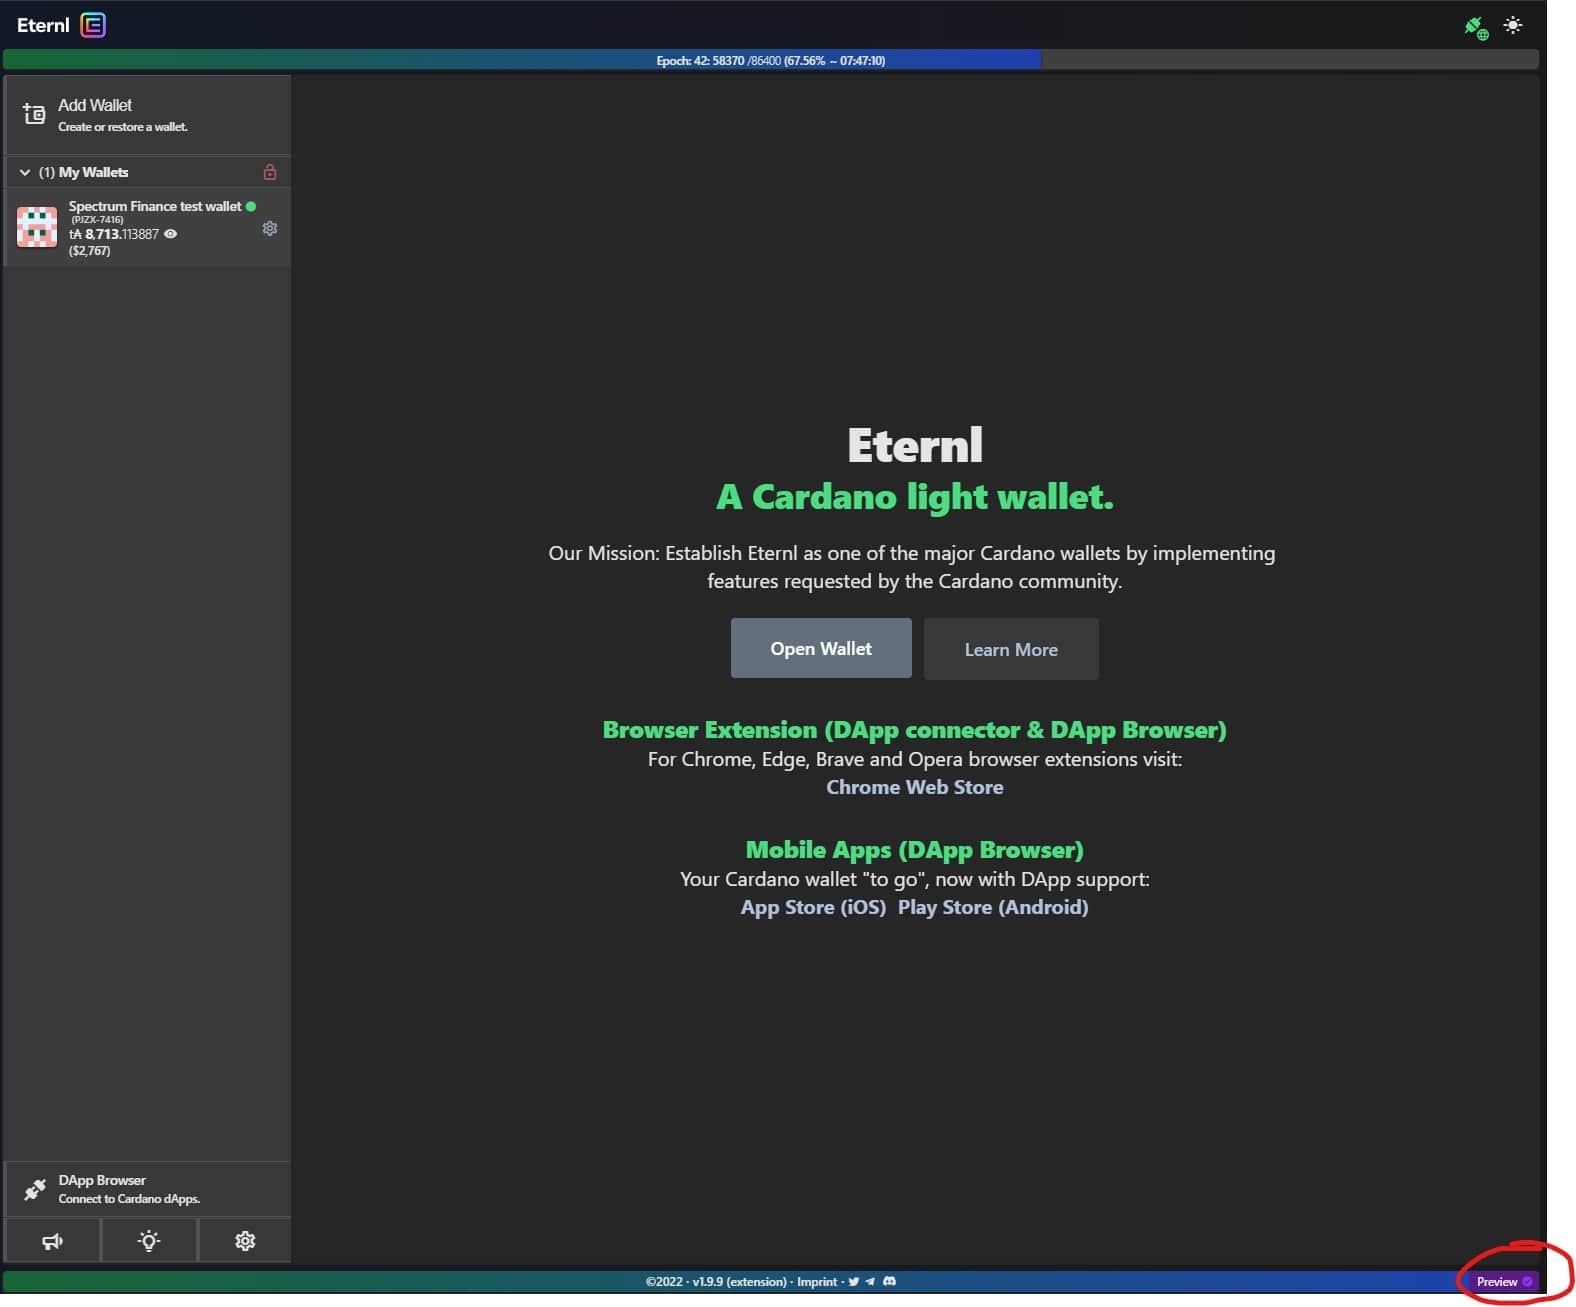 Eternl
Epoch: 42: 58370 /86400 (67.56% ~ 07:47:10)
Add Wallet
Create or restore a wallet.
(1) My Wallets
Spectrum Finance test wallet
(PJZX-7416)
t₳ 8,713.113887
($2,767)
Eternl
A Cardano light wallet.
Our Mission: Establish Eternl as one of the major Cardano wallets by implementing
features requested by the Cardano community.
Open Wallet
Learn More
Browser Extension (DApp connector & DApp Browser)
For Chrome, Edge, Brave and Opera browser extensions visit:
Chrome Web Store
Mobile Apps (DApp Browser)
Your Cardano wallet "to go", now with DApp support:
App Store (iOS) Play Store (Android)
DApp Browser
Connect to Cardano dApps.
©2022 · v1.9.9 (extension) · Imprint ·
Preview